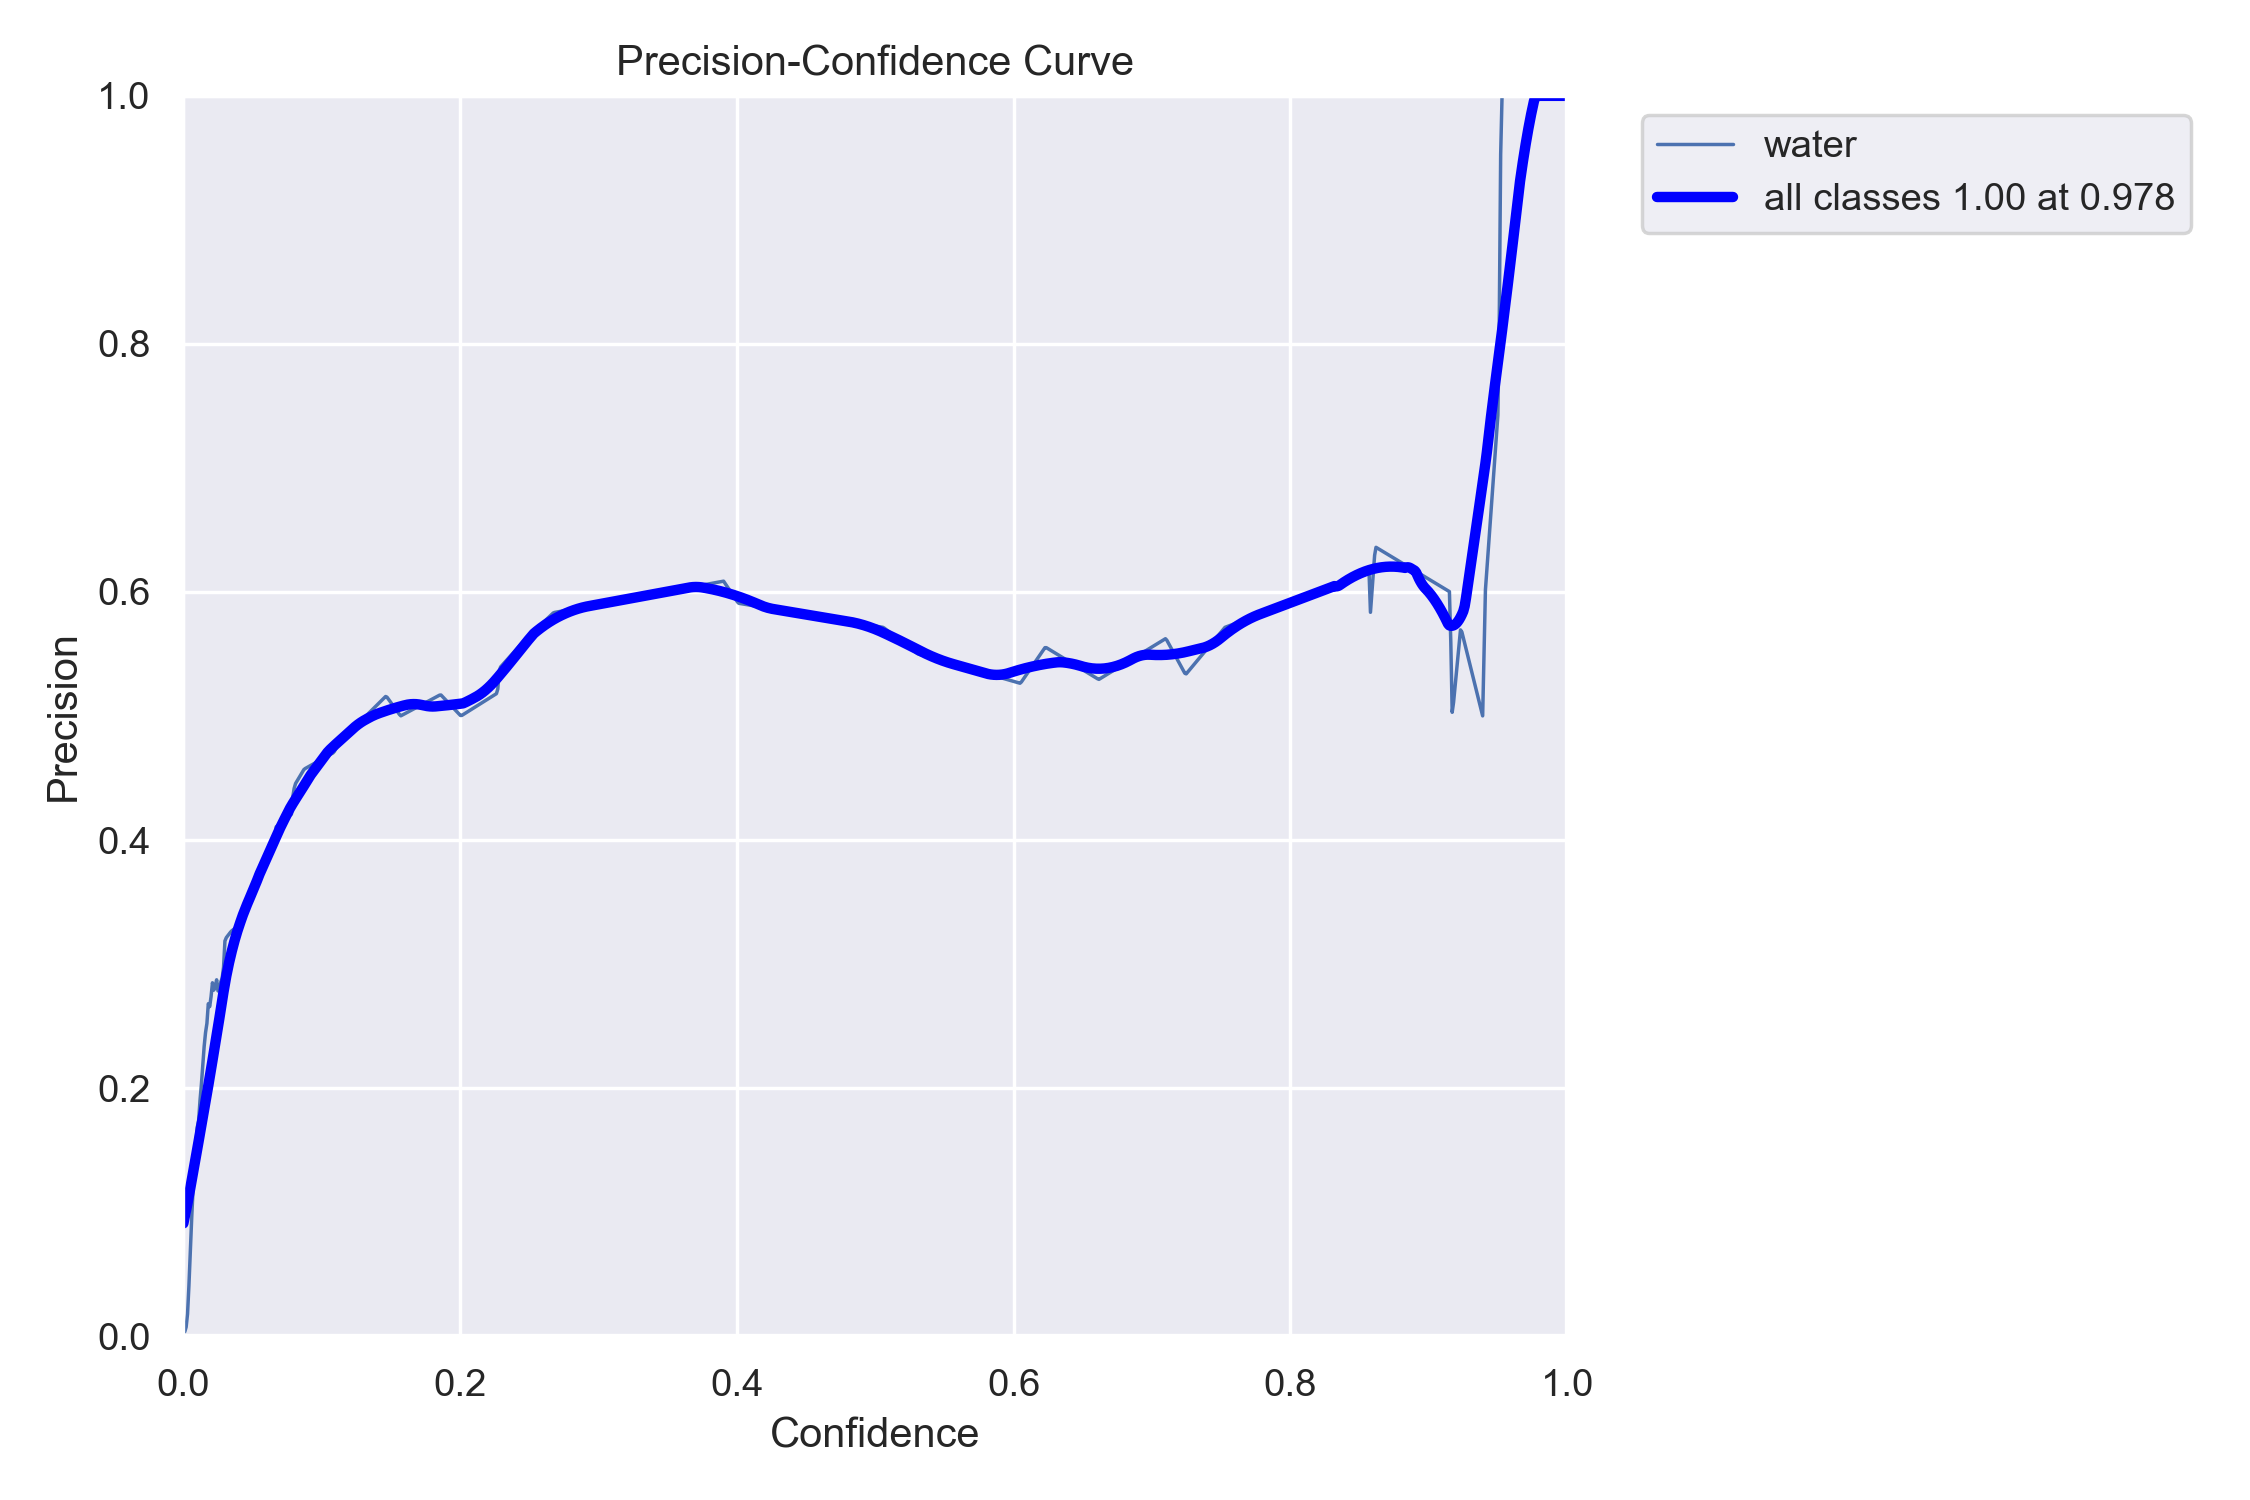 Precision-Confidence Curve
1.0
0.8
0.6
0.4
0.2
0.0
Precision
0.0 0.2 0.4 0.6 0.8 1.0
Confidence
water
all classes 1.00 at 0.978